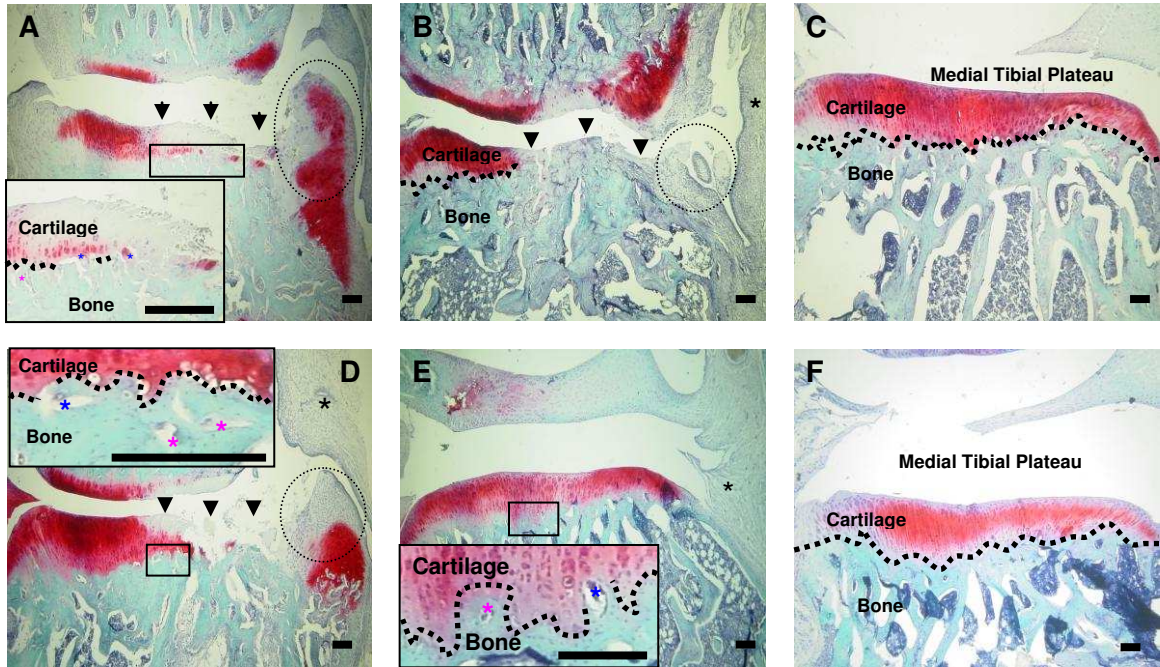 A
Cartilage
Bone
B
*
Cartilage
Bone
C
Medial Tibial Plateau
Cartilage
Bone
D
Cartilage
Bone
*
*
*
*
E
*
Cartilage
*
*
Bone
F
Medial Tibial Plateau
Cartilage
Bone